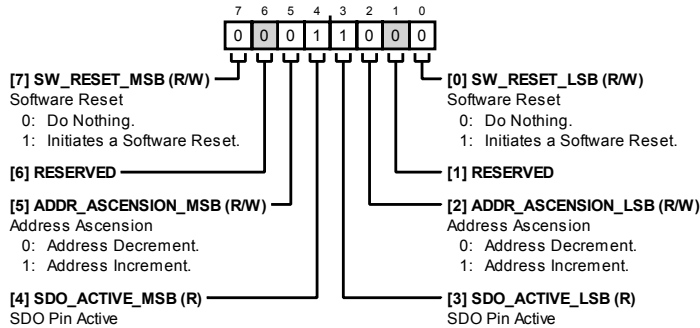 7 6 5 4 3 2 1 0
0 0 0 1 1 0 0 0
[7] SW_RESET_MSB (R/W)
Software Reset
0: Do Nothing.
1: Initiates a Software Reset.
[6] RESERVED
[5] ADDR_ASCENSION_MSB (R/W)
Address Ascension
0: Address Decrement.
1: Address Increment.
[4] SDO_ACTIVE_MSB (R)
SDO Pin Active
[0] SW_RESET_LSB (R/W)
Software Reset
0: Do Nothing.
1: Initiates a Software Reset.
[1] RESERVED
[2] ADDR_ASCENSION_LSB (R/W)
Address Ascension
0: Address Decrement.
1: Address Increment.
[3] SDO_ACTIVE_LSB (R)
SDO Pin Active